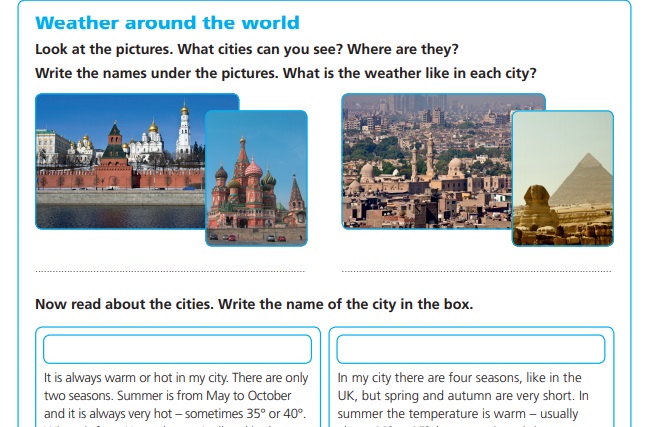 Weather around the world
Look at the pictures. What cities can you see? Where are they?
Write the names under the pictures. What is the weather like in each city?
Now read about the cities. Write the name of the city in the box.
It is always warm or hot in my city. There are only
two seasons. Summer is from May to October
and it is always very hot – sometimes 35º or 40º.
In my city there are four seasons, like in the
UK, but spring and autumn are very short. In
summer the temperature is warm – usually